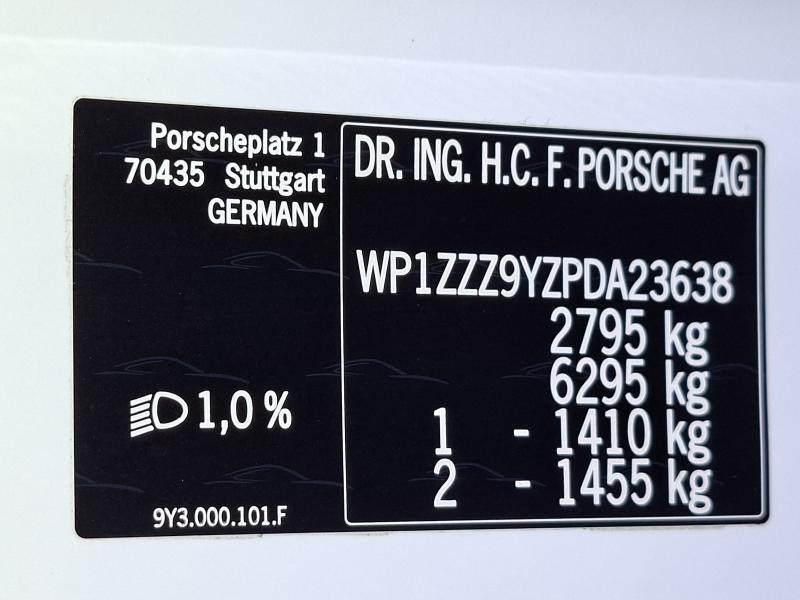 Porscheplatz 1
70435 Stuttgart
GERMANY
1,0 %
9Y3.000.101.F
DR. ING. H.C. F. PORSCHE AG
WP1ZZZ9YZPDA23638
2795 kg
6295 kg
1 - 1410 kg
2 - 1455 kg